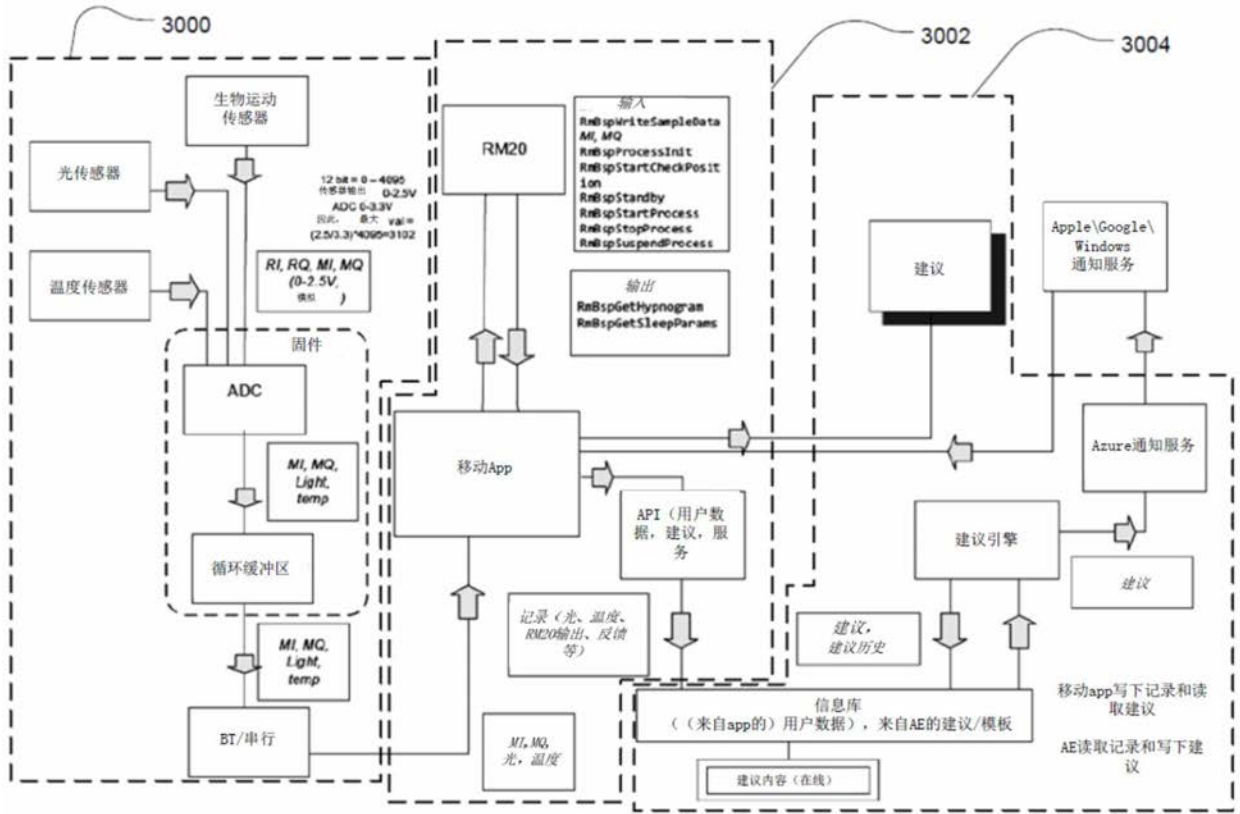 3000
3002
3004
生物运动
传感器
光传感器
温度传感器
12 bit = 0 – 4095
传感器输出 0-2.5V
ADC 0-3.3V
因此, 最大 val=
(2.5/3.3)*4095=3102
RI, RQ, MI, MQ
(0-2.5V,
模拟 )
固件
ADC
MI, MQ,
Light,
temp
循环缓冲区
MI, MQ,
Light,
temp
BT/串行
RM20
输入
RmBspWriteSampleData
MI, MQ
RmBspProcessInit
RmBspStartCheckPosit
ion
RmBspStandby
RmBspStartProcess
RmBspStopProcess
RmBspSuspendProcess
输出
RmBspGetHypnogram
RmBspGetSleepParams
移动App
API（用户数
据, 建议, 服
务
记录（光、温度、
RM20输出、反馈
等）
MI,MQ,
光, 温度
建议
Apple\Google\
Windows
通知服务
Azure通知服务
建议引擎
建议
建议,
建议历史
信息库
（（来自app的）用户数据）, 来自AE的建议/模板
建议内容（在线）
移动app写下记录和读
取建议
AE读取记录和写下建
议